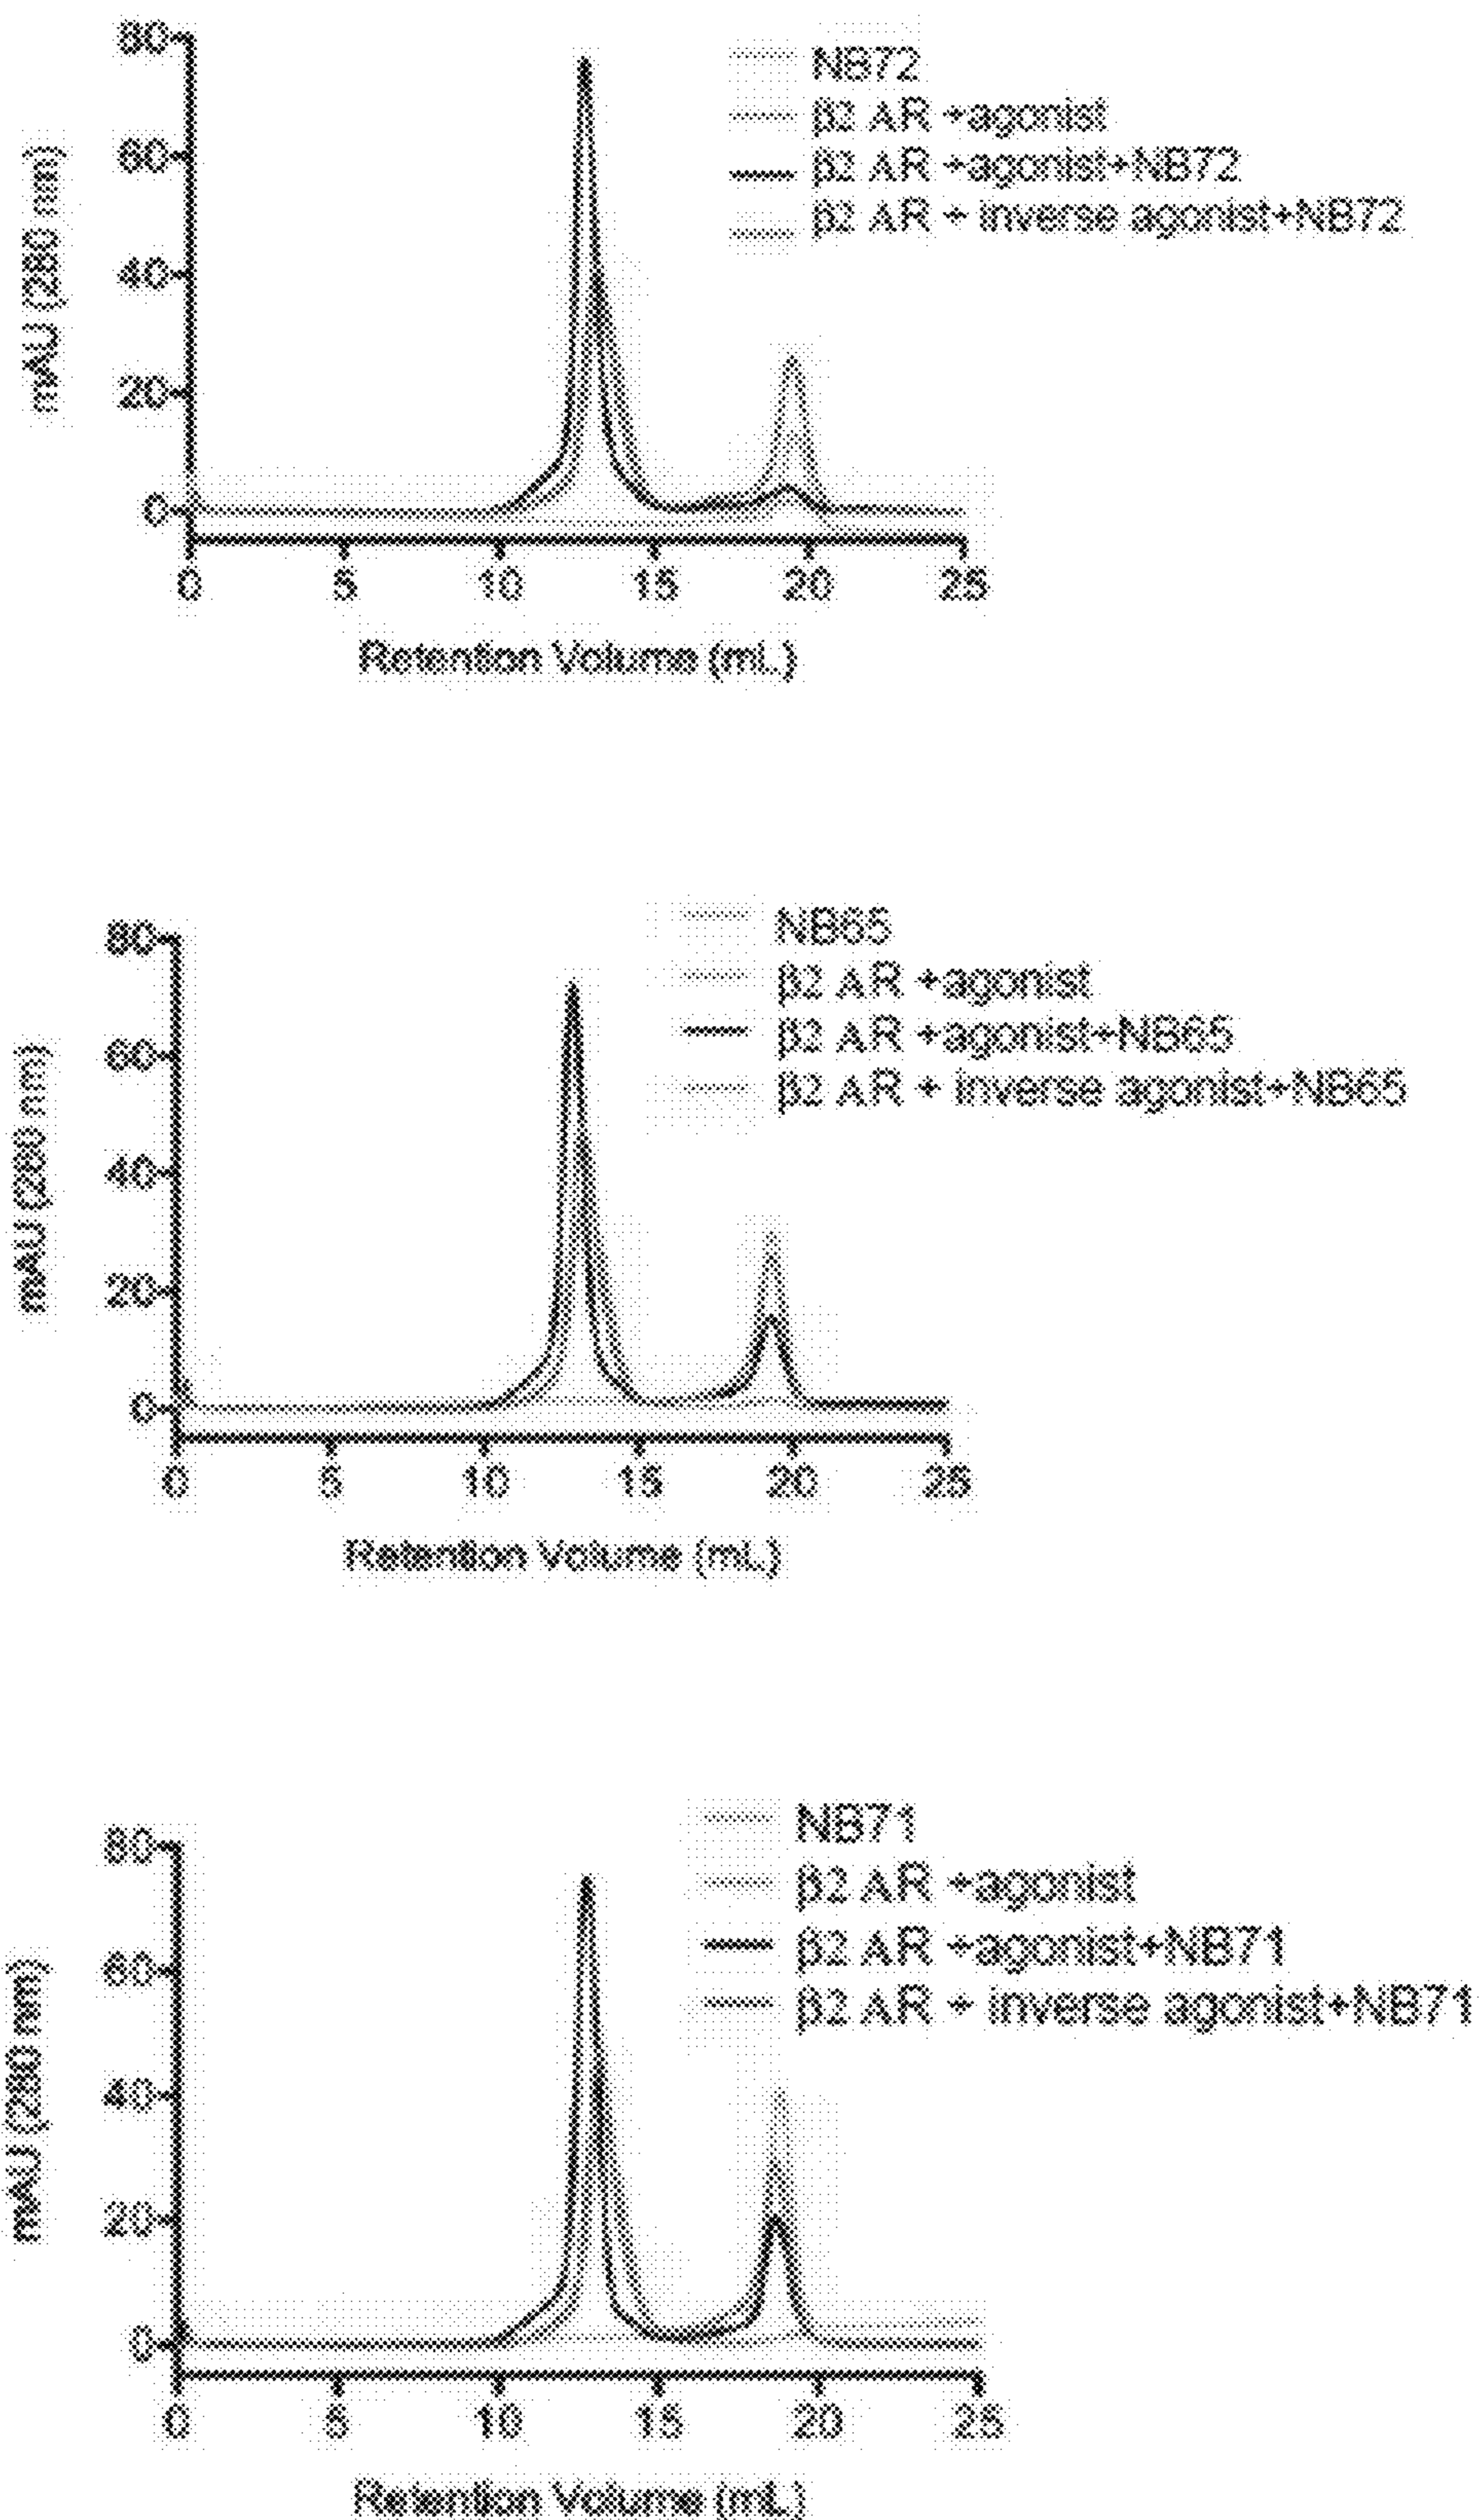 80
60
40
20
0
mAU (280 nm)
0 5 10 15 20 25
Retention Volume (mL)
NB72
β2 AR +agonist
β2 AR +agonist+NB72
β2 AR + inverse agonist+NB72
80
60
40
20
0
mAU (280 nm)
0 5 10 15 20 25
Retention Volume (mL)
NB65
β2 AR +agonist
β2 AR +agonist+NB65
β2 AR + inverse agonist+NB65
80
60
40
20
0
mAU (280 nm)
0 5 10 15 20 25
Retention Volume (mL)
NB71
β2 AR +agonist
β2 AR +agonist+NB71
β2 AR + inverse agonist+NB71